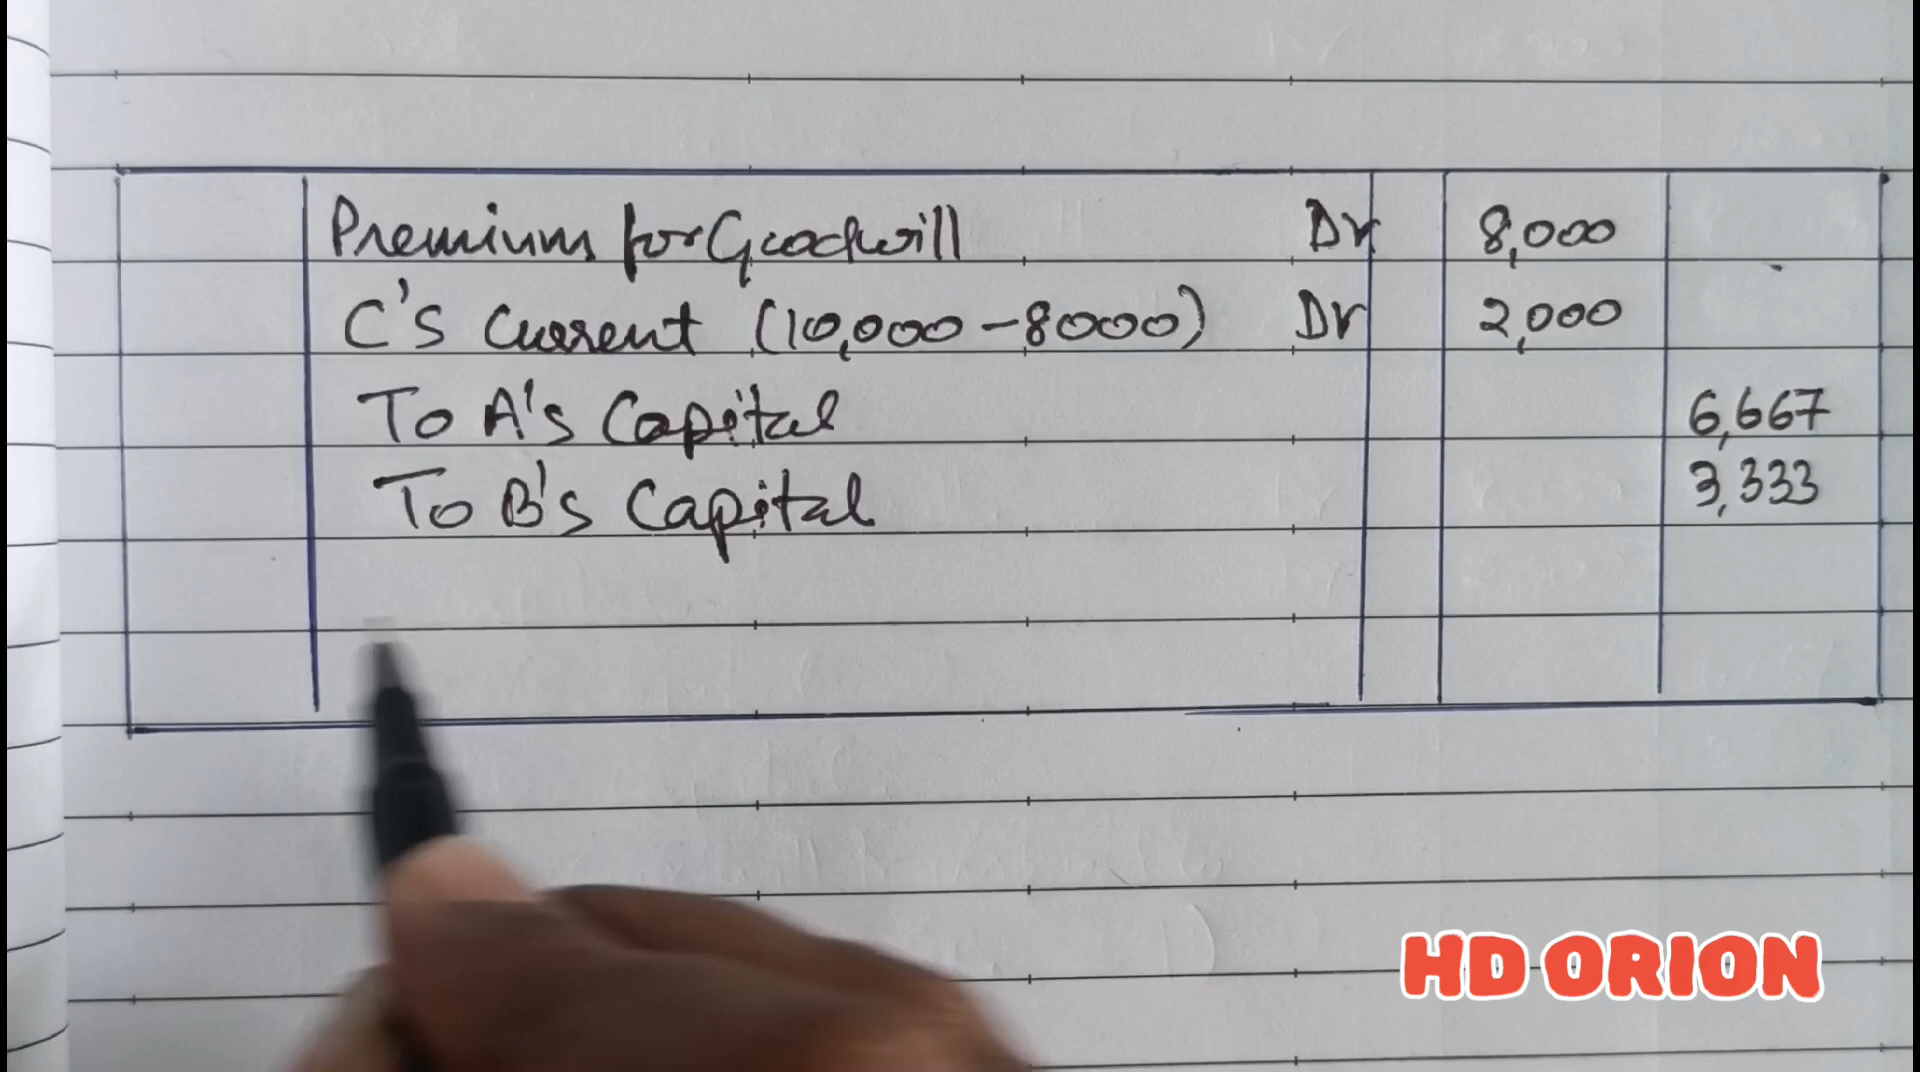 Premium for Goodwill Dr 8,000
C's Current (10,000-8000) Dr 2,000
To A's Capital 6,667
To B's Capital 3,333
HD ORION